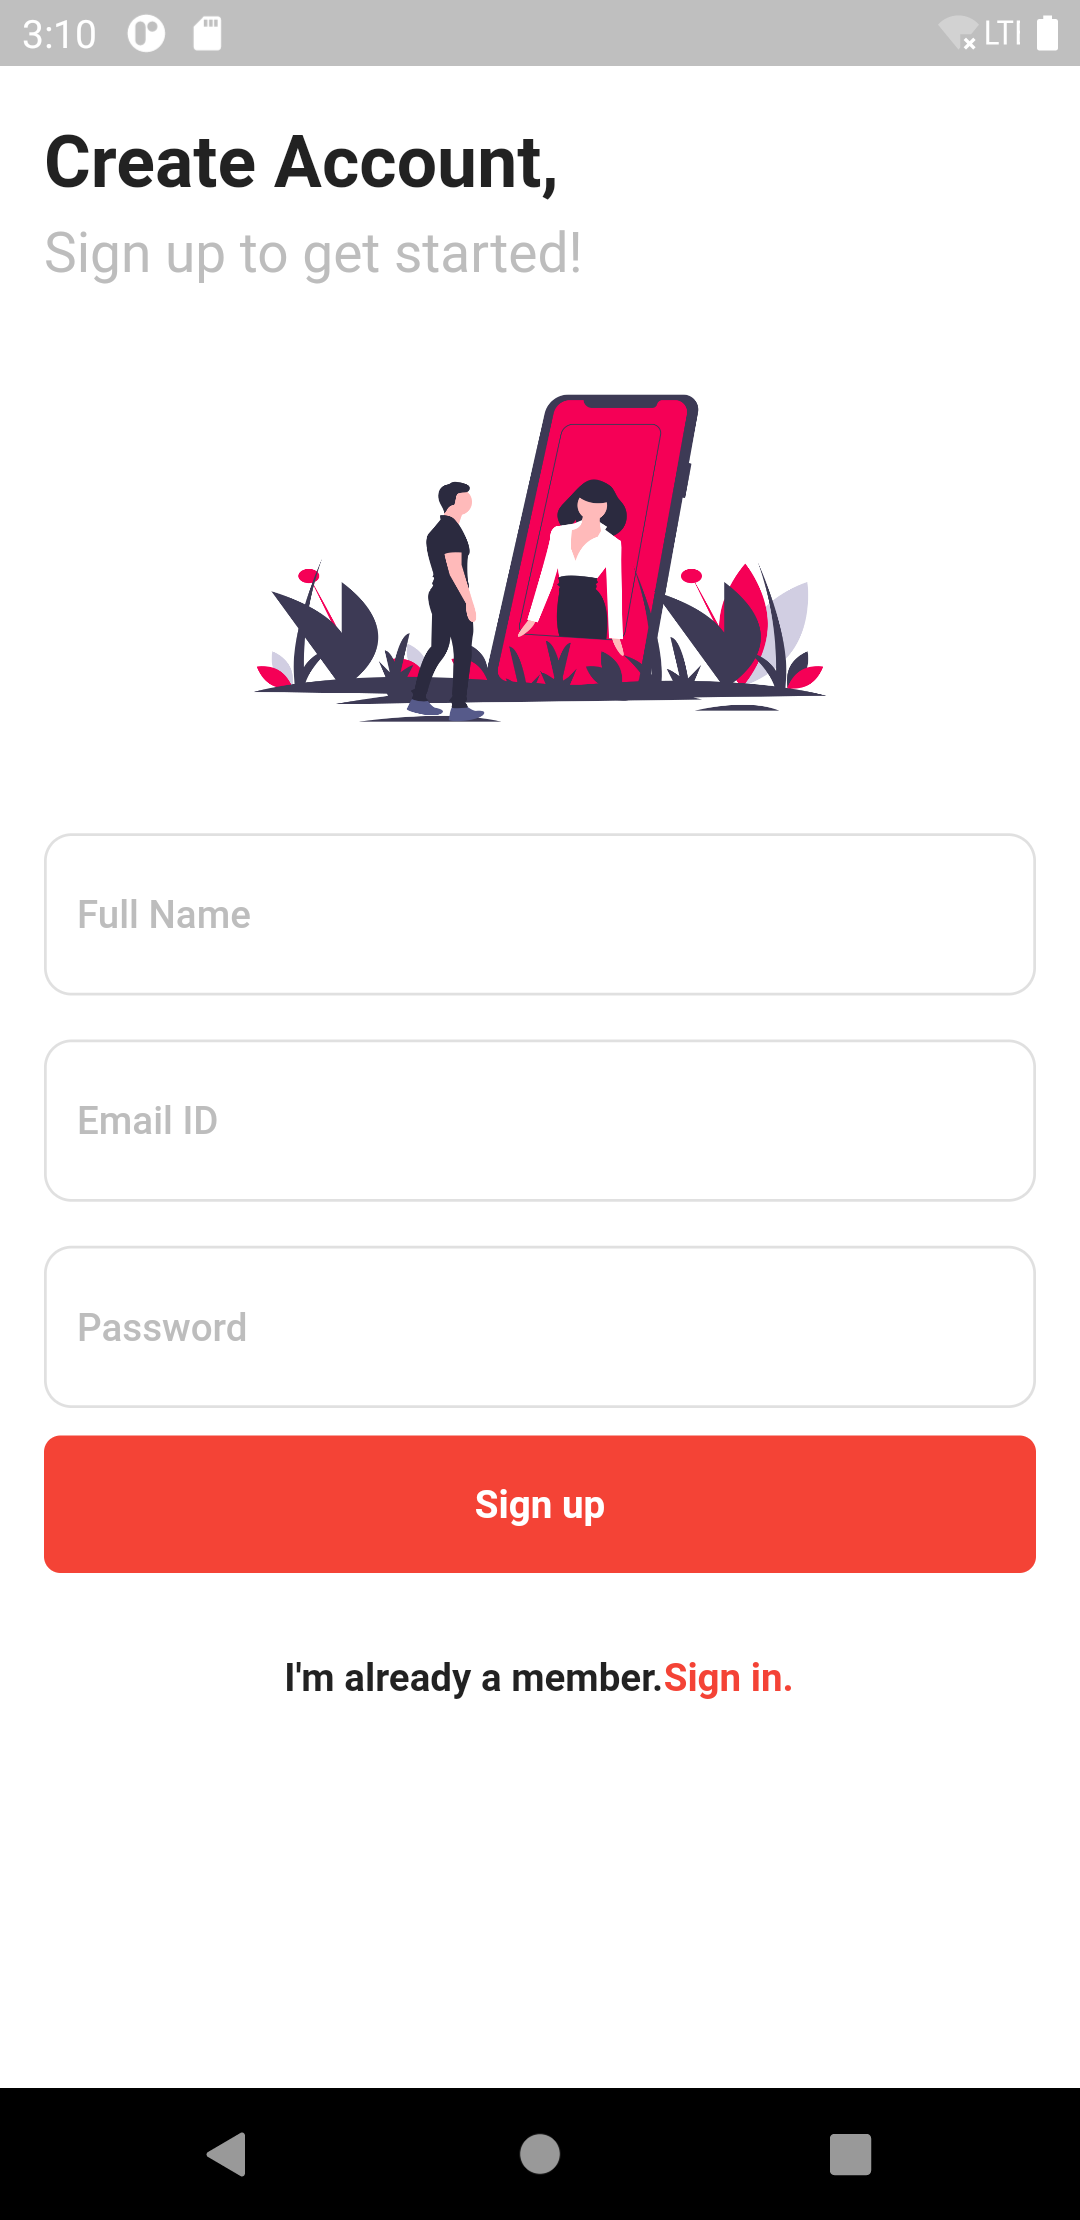 3:10
LTI
Create Account,
Sign up to get started!
Full Name
Email ID
Password
Sign up
I'm already a member.Sign in.